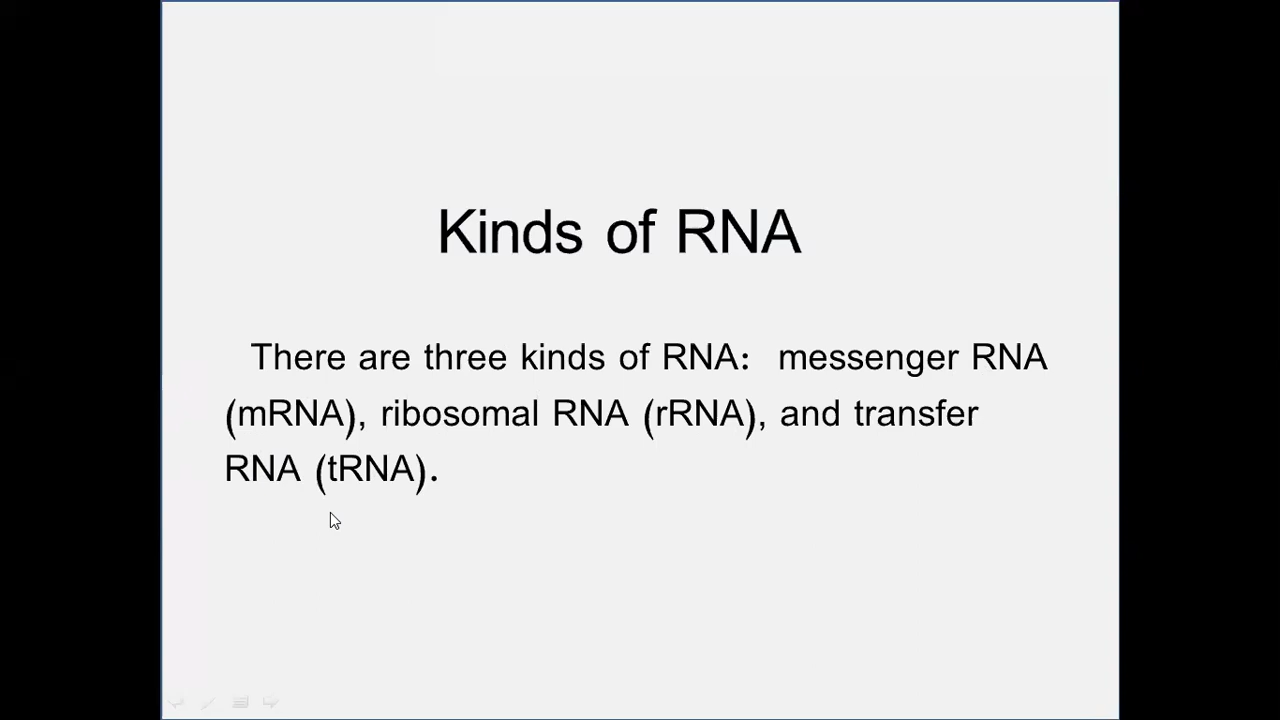 Kinds of RNA
There are three kinds of RNA: messenger RNA
(mRNA), ribosomal RNA (rRNA), and transfer
RNA (tRNA).